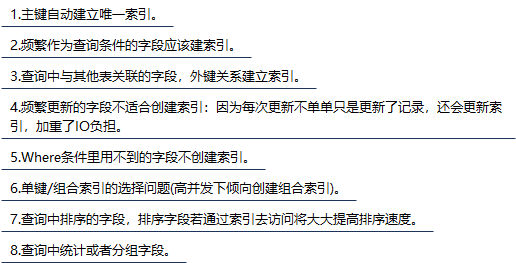 1.主键自动建立唯一索引。
2.频繁作为查询条件的字段应该建索引。
3.查询中与其他表关联的字段，外键关系建立索引。
4.频繁更新的字段不适合创建索引：因为每次更新不单单只是更新了记录，还会更新索
引，加重了IO负担。
5.Where条件里用不到的字段不创建索引。
6.单键/组合索引的选择问题(高并发下倾向创建组合索引)。
7.查询中排序的字段，排序字段若通过索引去访问将大大提高排序速度。
8.查询中统计或者分组字段。